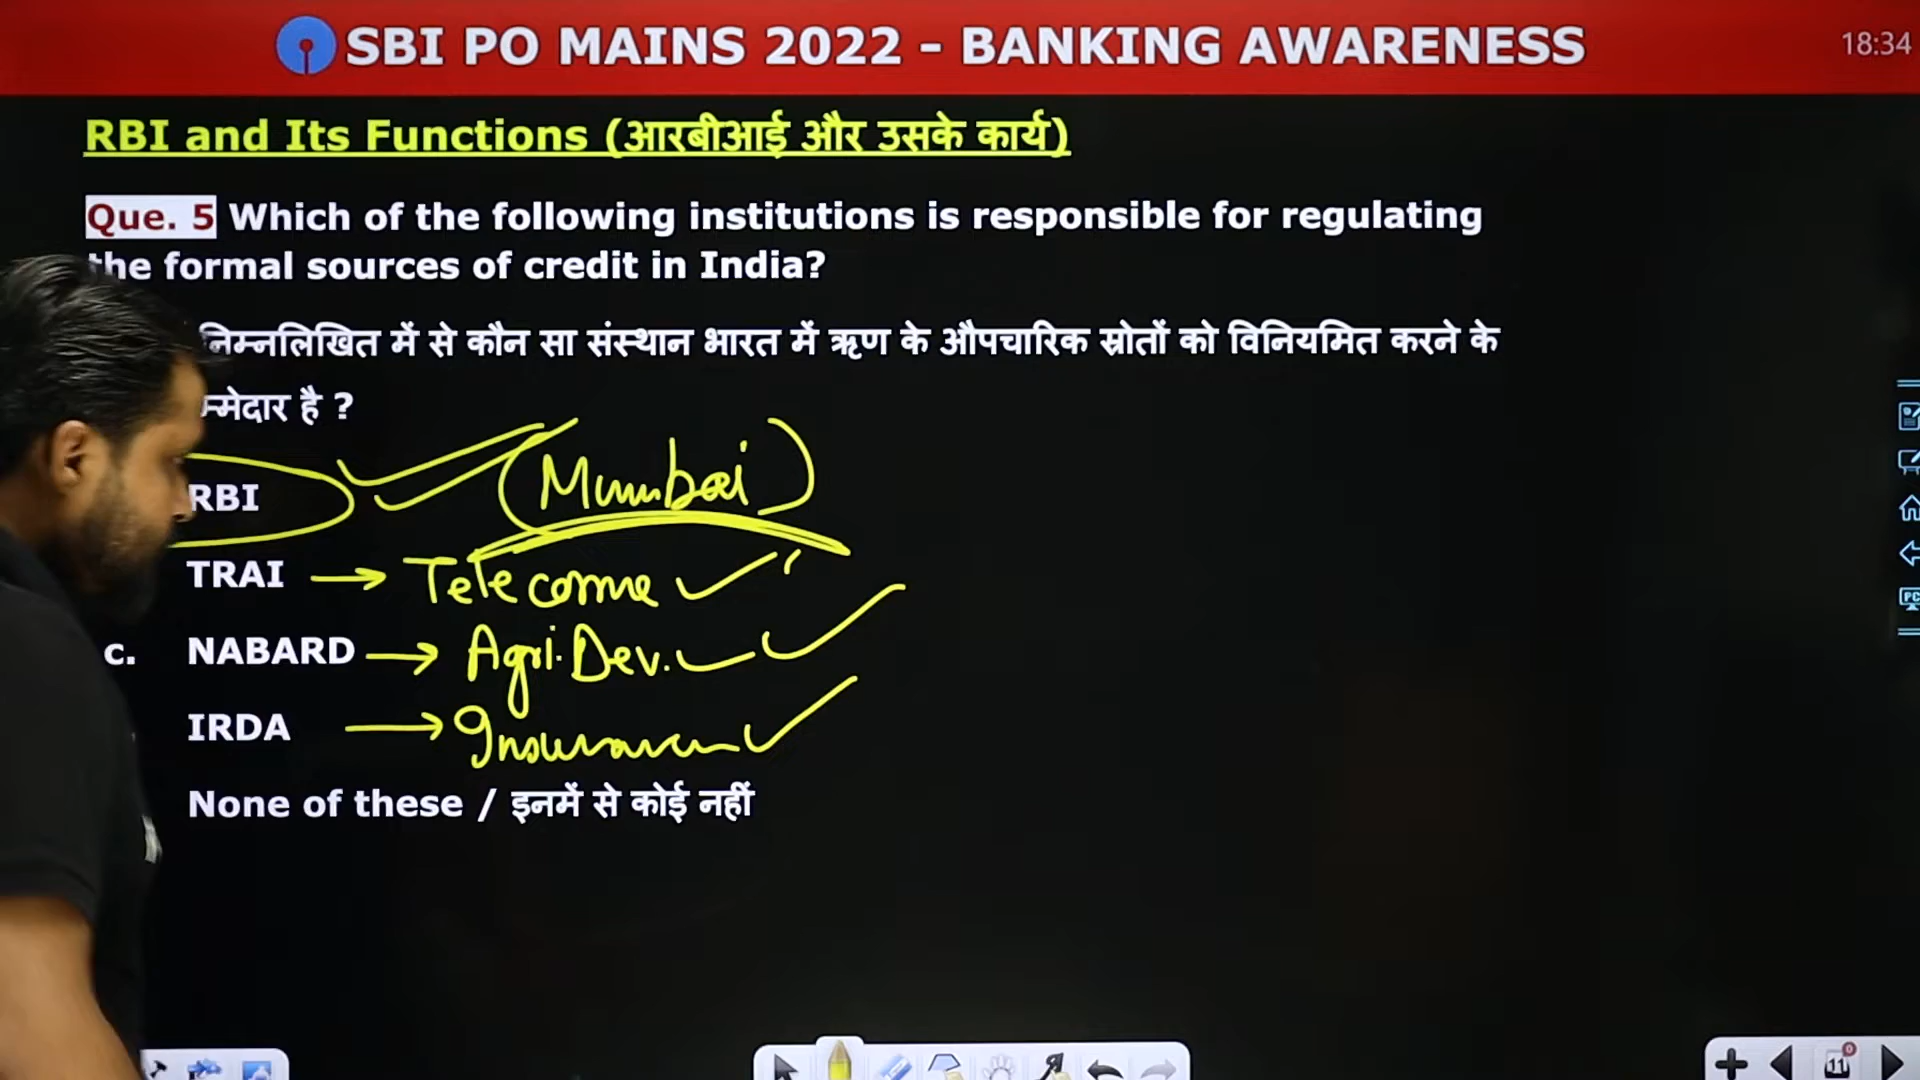 SBI PO MAINS 2022 - BANKING AWARENESS
18:34
RBI and Its Functions (आरबीआई और उसके कार्य)
Que. 5 Which of the following institutions is responsible for regulating
the formal sources of credit in India?
निम्नलिखित में से कौन सा संस्थान भारत में ऋण के औपचारिक स्रोतों को विनियमित करने के
म्मेदार है ?
RBI (Mumbai)
TRAI → Telecome
c. NABARD → Agri. Dev.
IRDA → Insurance
None of these / इनमें से कोई नहीं
11